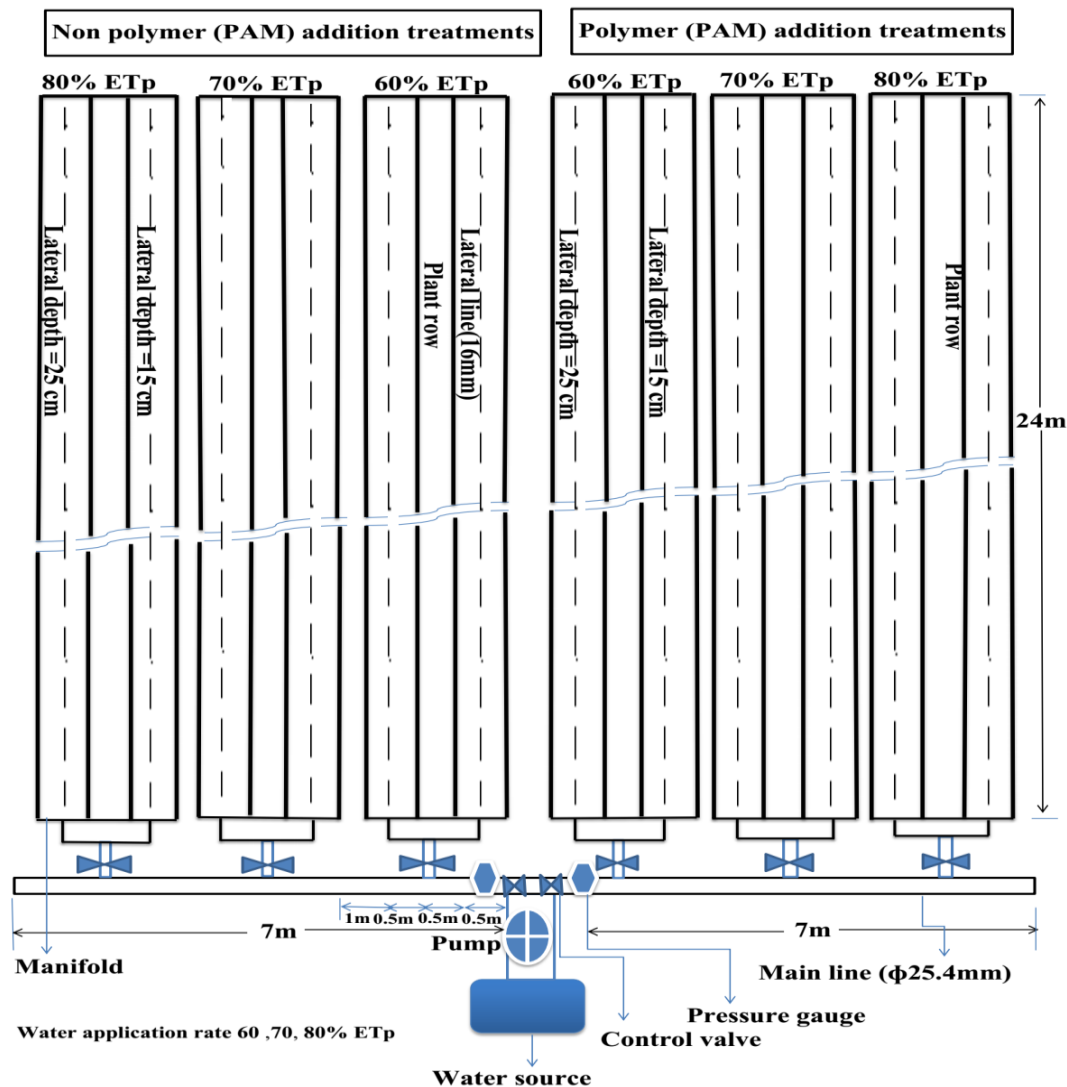 Non polymer (PAM) addition treatments
Polymer (PAM) addition treatments
80% ETp
70% ETp
60% ETp
60% ETp
70% ETp
80% ETp
Lateral depth =25 cm
Lateral depth =15 cm
Plant row
Lateral line(16mm)
Lateral depth =25 cm
Lateral depth =15 cm
Plant row
24m
1m
0.5m
0.5m
0.5m
7m
Pump
7m
Manifold
Main line (ϕ25.4mm)
Pressure gauge
Control valve
Water application rate 60 ,70, 80% ETp
Water source